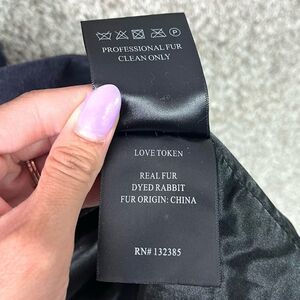 P
PROFESSIONAL FUR
CLEAN ONLY
LOVE TOKEN
REAL FUR
DYED RABBIT
FUR ORIGIN: CHINA
RN# 132385